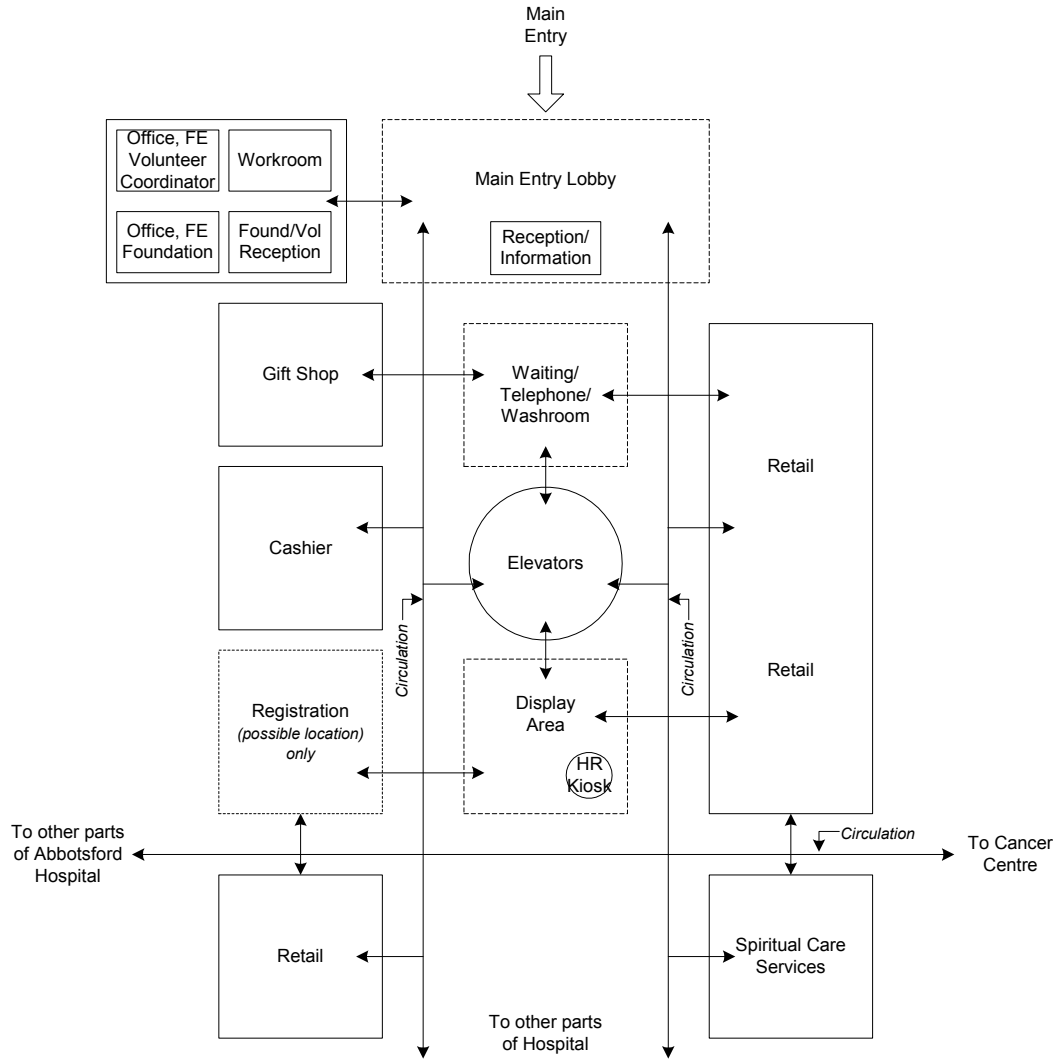 Main
Entry
Office, FE
Volunteer
Coordinator
Workroom
Office, FE
Foundation
Found/Vol
Reception
Main Entry Lobby
Reception/
Information
Gift Shop
Waiting/
Telephone/
Washroom
Retail
Cashier
Elevators
Circulation
Circulation
Retail
Registration
(possible location)
only
Display
Area
HR
Kiosk
To other parts
of Abbotsford
Hospital
Circulation
To Cancer
Centre
Retail
Spiritual Care
Services
To other parts
of Hospital